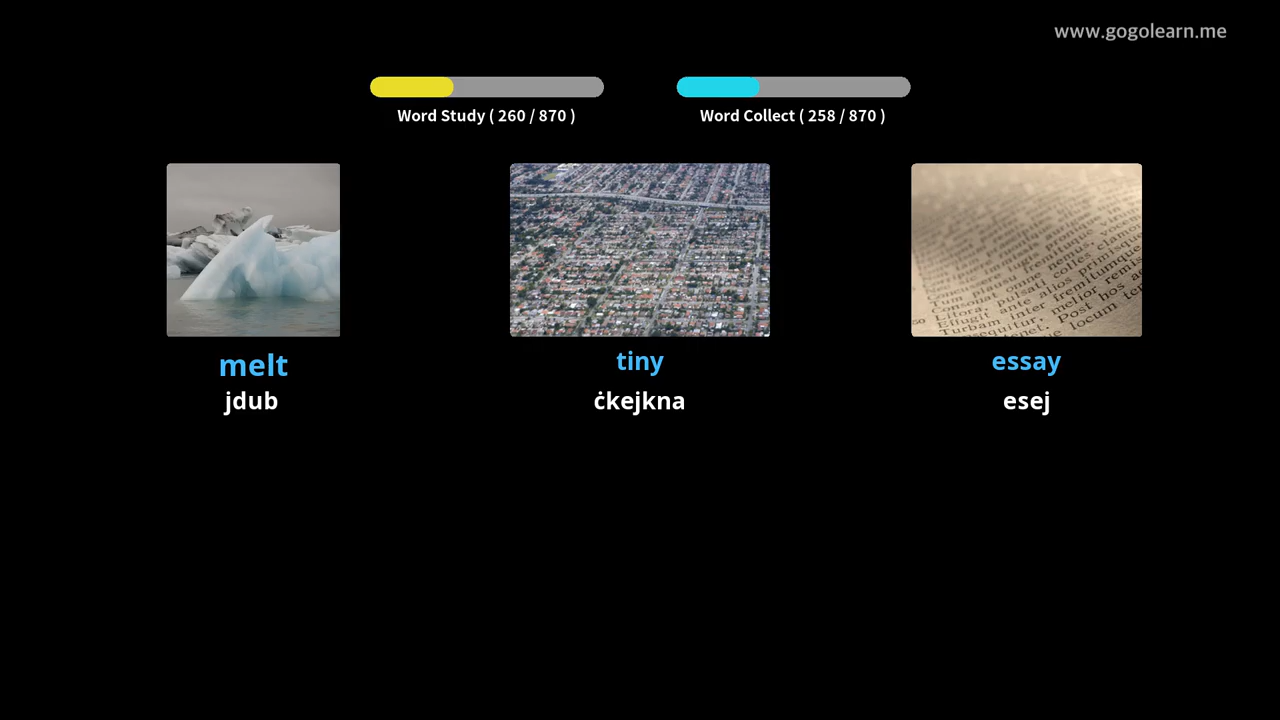 www.gogolearn.me
Word Study ( 260 / 870 )
Word Collect ( 258 / 870 )
melt
jdub
tiny
ċkejkna
essay
esej